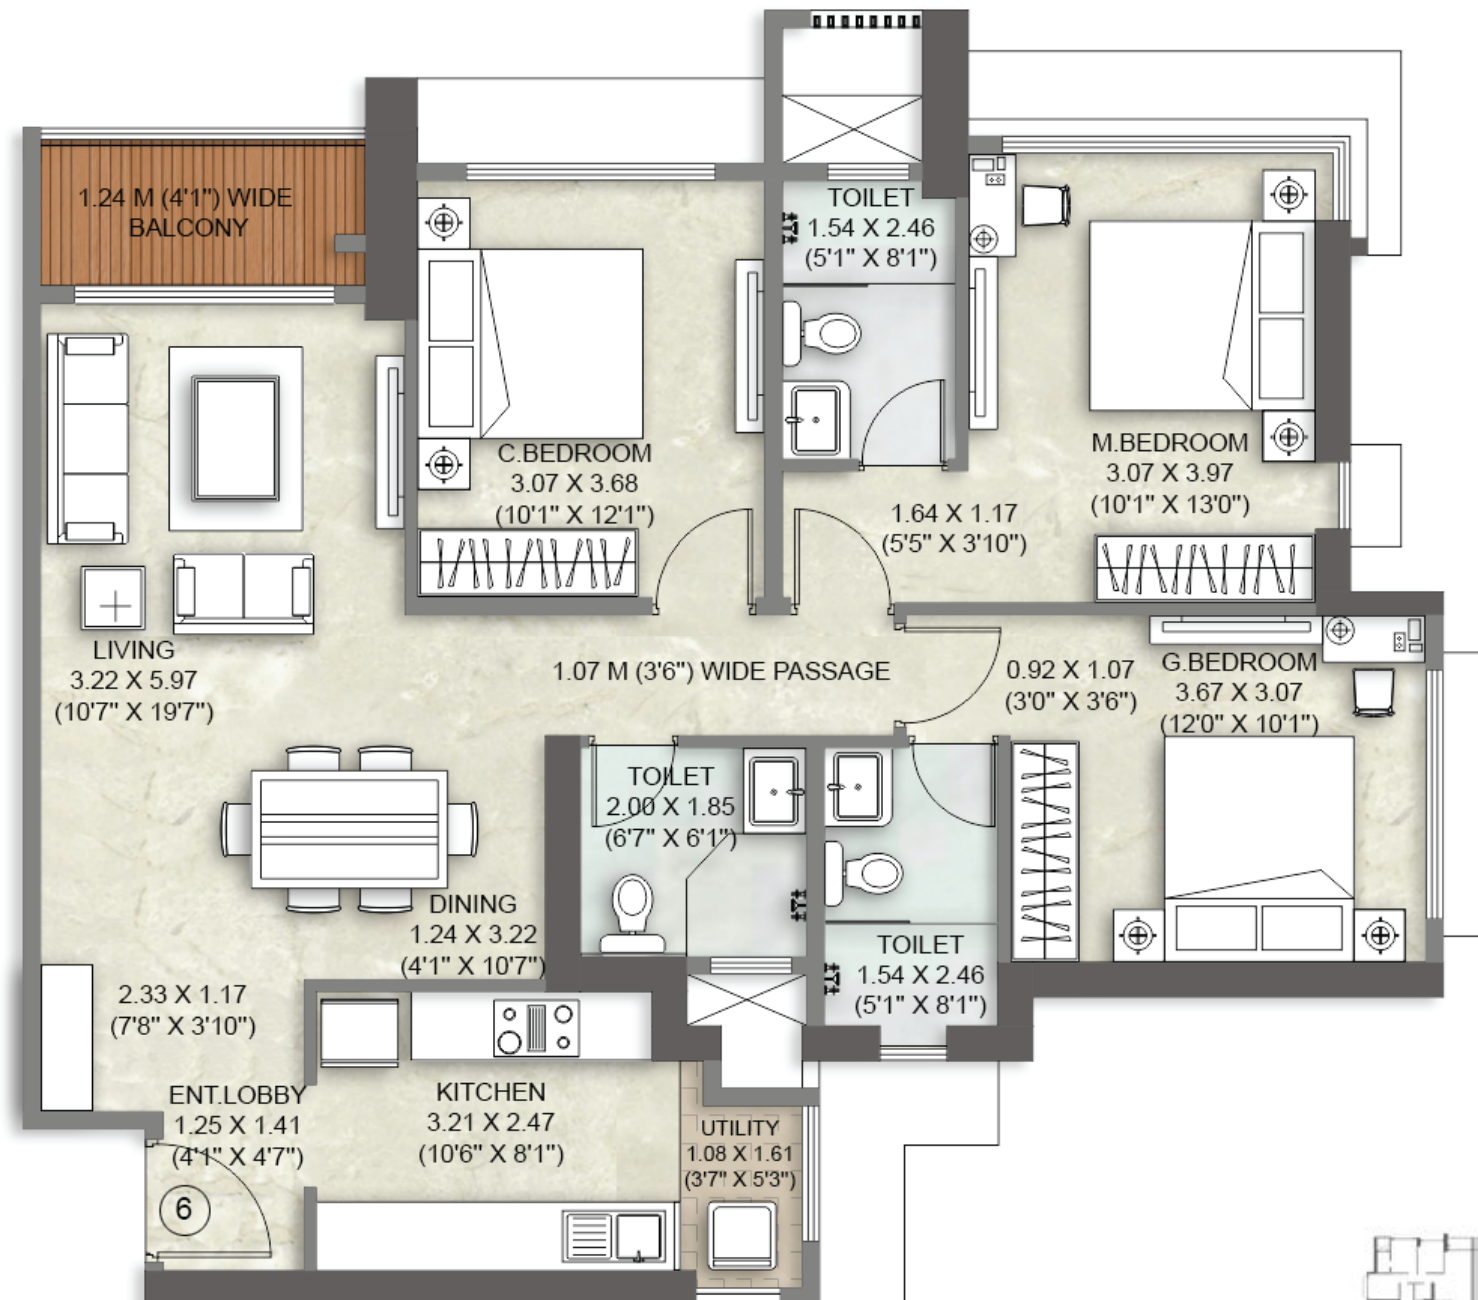 1.24 M (4'1") WIDE
BALCONY
TOILET
1.54 X 2.46
(5'1" X 8'1")
C.BEDROOM
3.07 X 3.68
(10'1" X 12'1")
M.BEDROOM
3.07 X 3.97
(10'1" X 13'0")
1.64 X 1.17
(5'5" X 3'10")
LIVING
3.22 X 5.97
(10'7" X 19'7")
1.07 M (3'6") WIDE PASSAGE
0.92 X 1.07
(3'0" X 3'6")
G.BEDROOM
3.67 X 3.07
(12'0" X 10'1")
TOILET
2.00 X 1.85
(6'7" X 6'1")
DINING
1.24 X 3.22
(4'1" X 10'7")
TOILET
1.54 X 2.46
(5'1" X 8'1")
2.33 X 1.17
(7'8" X 3'10")
ENT.LOBBY
1.25 X 1.41
(4'1" X 4'7")
KITCHEN
3.21 X 2.47
(10'6" X 8'1")
UTILITY
1.08 X 1.61
(3'7" X 5'3")
6